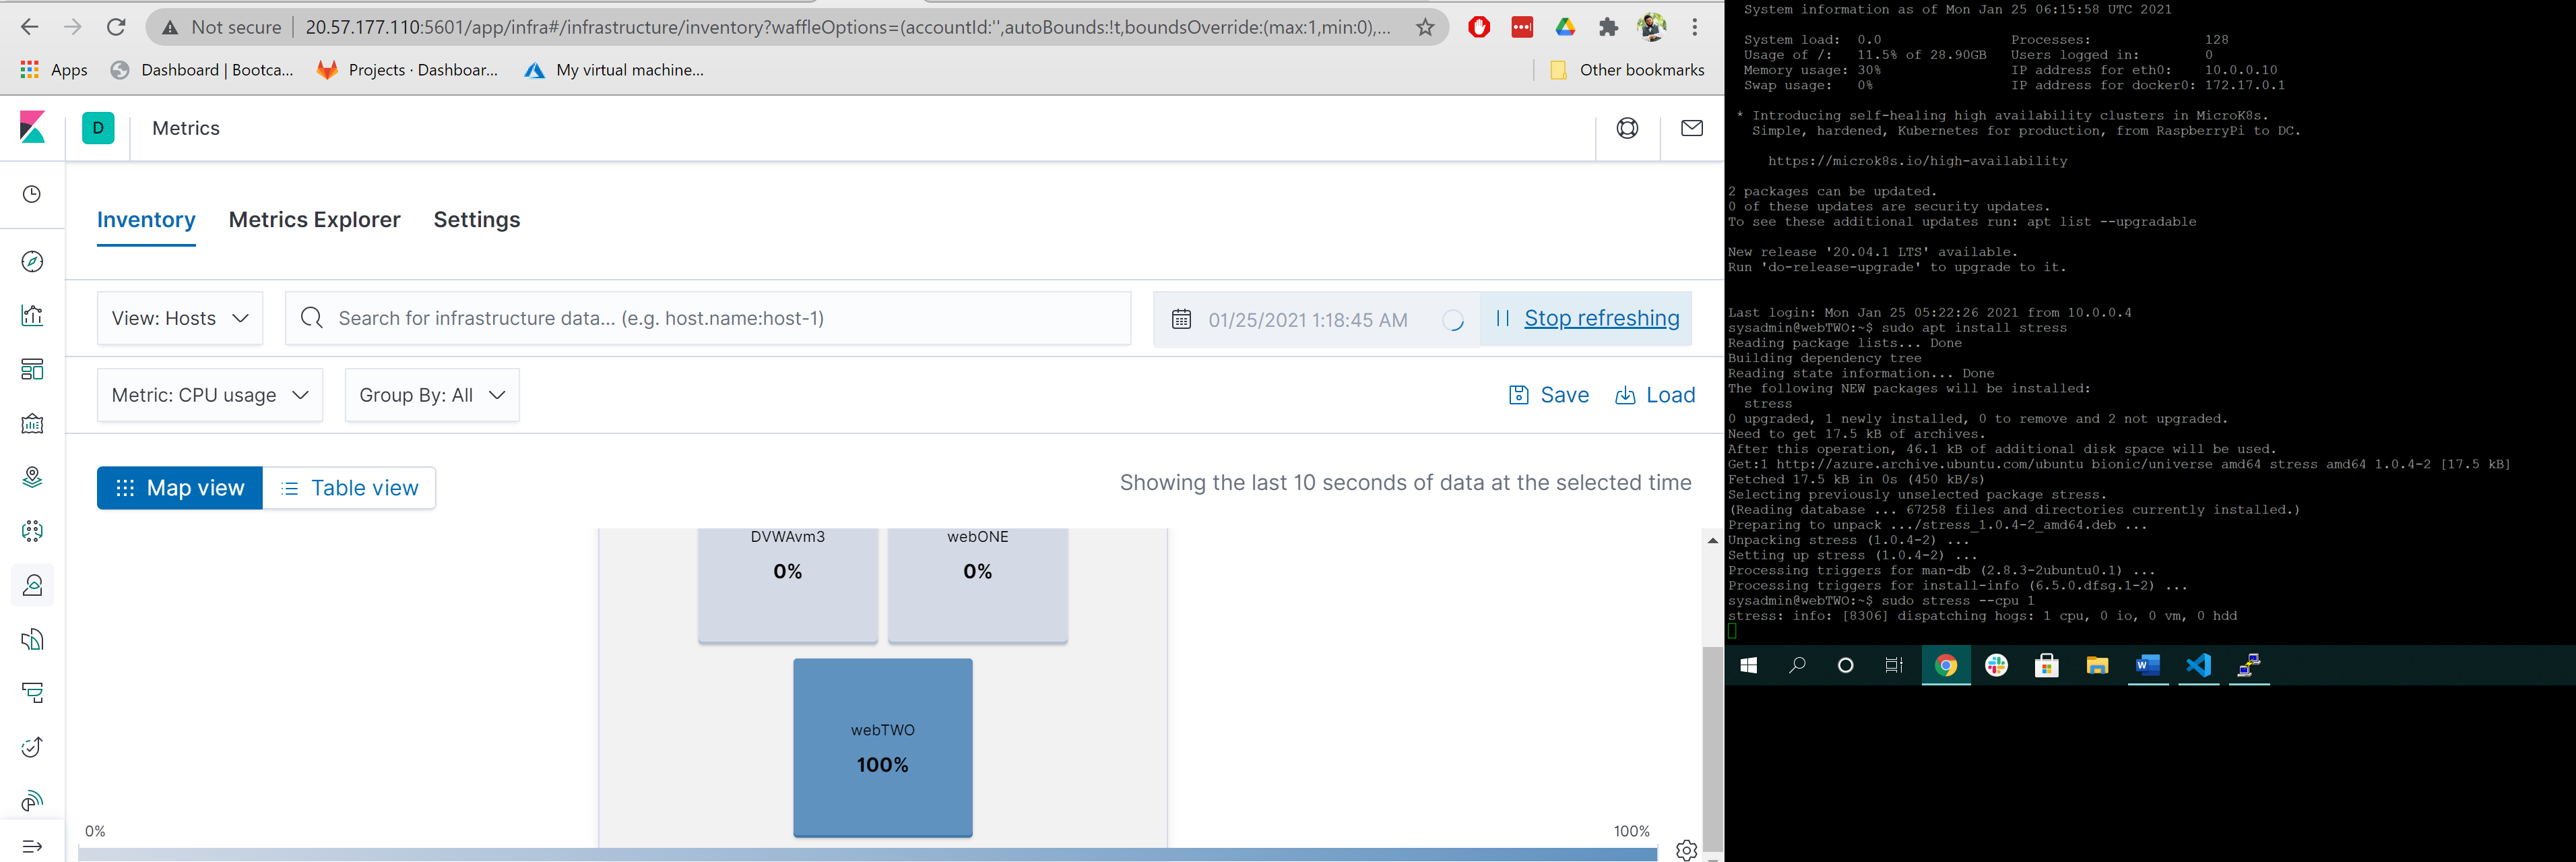 Not secure
20.57.177.110:5601/app/infra#/infrastructure/inventory?waffleOptions=(accountId:'',autoBounds:!t,boundsOverride:(max:1,min:0),...
Apps
Dashboard | Bootca...
Projects · Dashboar...
My virtual machine...
Other bookmarks
D
Metrics
Inventory
Metrics Explorer
Settings
View: Hosts
Search for infrastructure data... (e.g. host.name:host-1)
01/25/2021 1:18:45 AM
Stop refreshing
Metric: CPU usage
Group By: All
Save
Load
Map view
Table view
Showing the last 10 seconds of data at the selected time
DVWAvm3
0%
webONE
0%
webTWO
100%
0%
100%
System information as of Mon Jan 25 06:15:58 UTC 2021
System load:  0.0                Processes:              128
Usage of /:   11.5% of 28.90GB   Users logged in:        0
Memory usage: 30%                IP address for eth0:    10.0.0.10
Swap usage:   0%                 IP address for docker0: 172.17.0.1
* Introducing self-healing high availability clusters in MicroK8s.
Simple, hardened, Kubernetes for production, from RaspberryPi to DC.
https://microk8s.io/high-availability
2 packages can be updated.
0 of these updates are security updates.
To see these additional updates run: apt list --upgradable
New release '20.04.1 LTS' available.
Run 'do-release-upgrade' to upgrade to it.
Last login: Mon Jan 25 05:22:26 2021 from 10.0.0.4
sysadmin@webTWO:~$ sudo apt install stress
Reading package lists... Done
Building dependency tree
Reading state information... Done
The following NEW packages will be installed:
stress
0 upgraded, 1 newly installed, 0 to remove and 2 not upgraded.
Need to get 17.5 kB of archives.
After this operation, 46.1 kB of additional disk space will be used.
Get:1 http://azure.archive.ubuntu.com/ubuntu bionic/universe amd64 stress amd64 1.0.4-2 [17.5 kB]
Fetched 17.5 kB in 0s (450 kB/s)
Selecting previously unselected package stress.
(Reading database ... 67258 files and directories currently installed.)
Preparing to unpack .../stress_1.0.4-2_amd64.deb ...
Unpacking stress (1.0.4-2) ...
Setting up stress (1.0.4-2) ...
Processing triggers for man-db (2.8.3-2ubuntu0.1) ...
Processing triggers for install-info (6.5.0.dfsg.1-2) ...
sysadmin@webTWO:~$ sudo stress --cpu 1
stress: info: [8306] dispatching hogs: 1 cpu, 0 io, 0 vm, 0 hdd